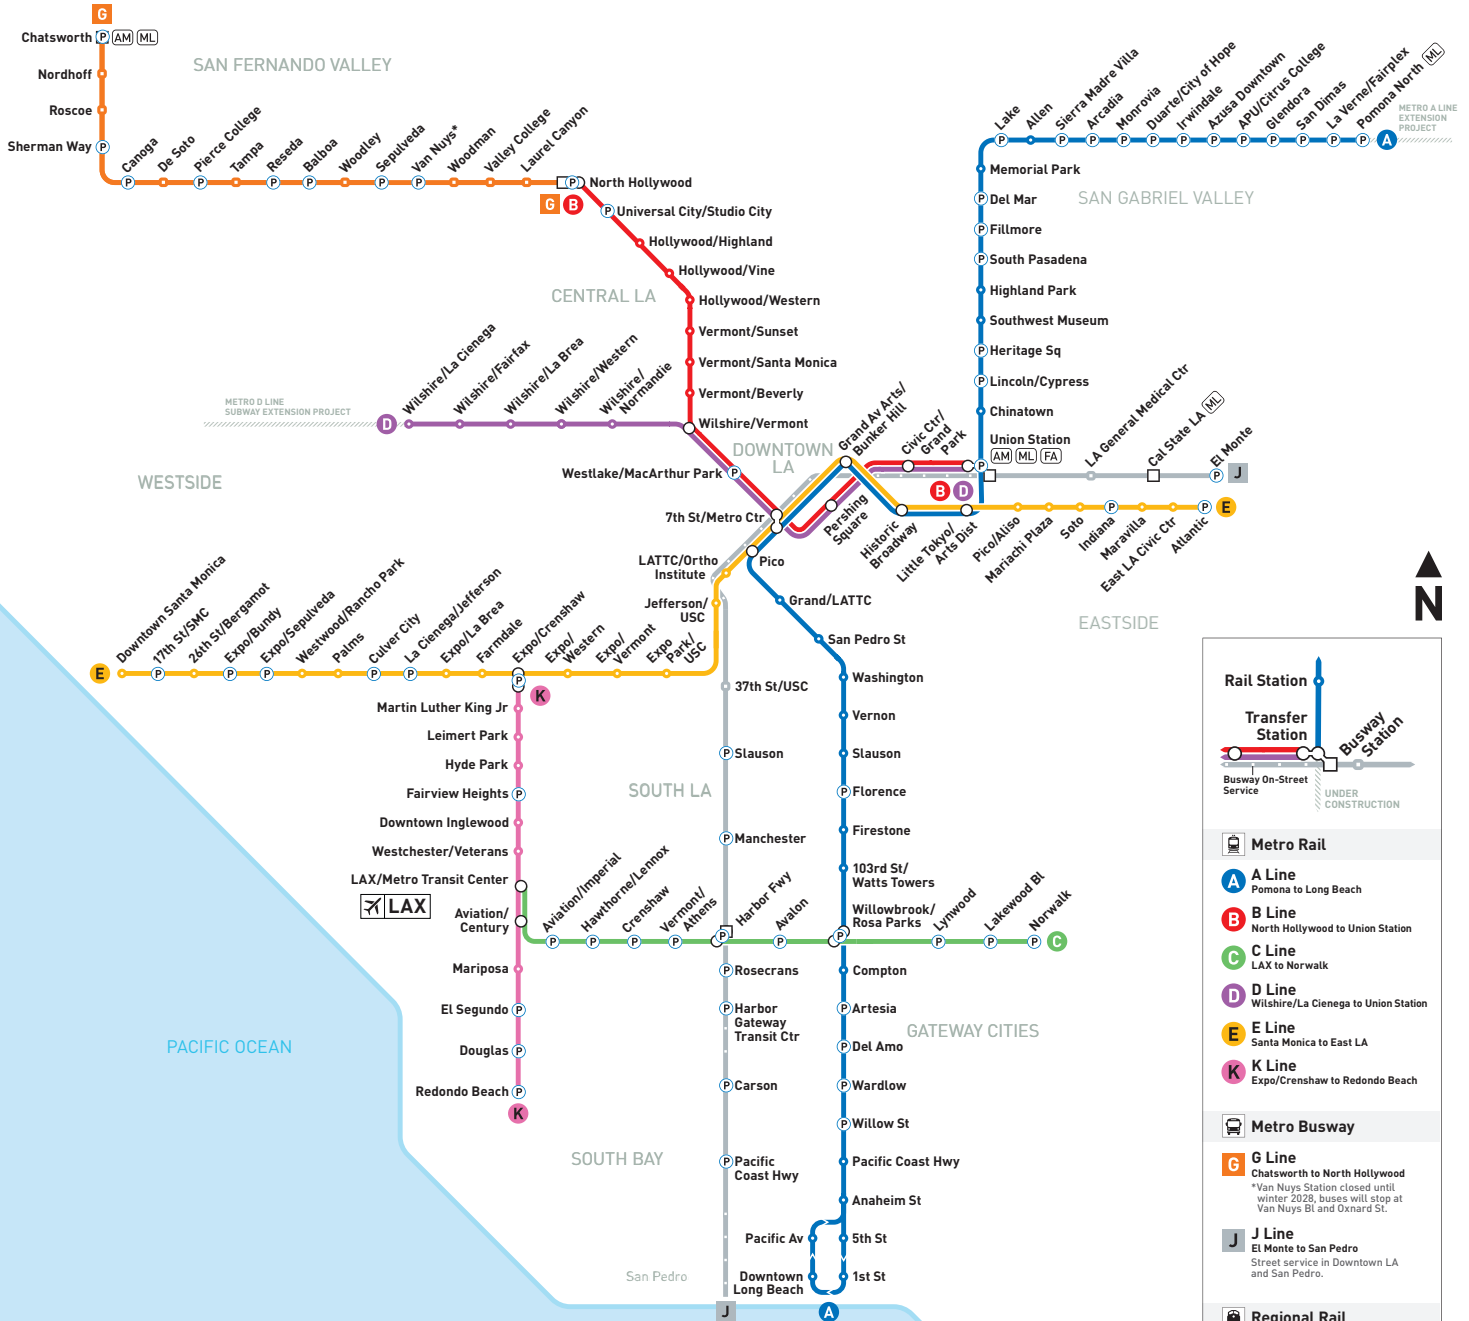 G
Chatsworth P AM ML
Nordhoff
Roscoe
Sherman Way P
SAN FERNANDO VALLEY
Canoga
De Soto
Pierce College
Tampa
Reseda
Balboa
Woodley
Sepulveda
Van Nuys*
Woodman
Valley College
Laurel Canyon
North Hollywood
G B
Universal City/Studio City
Hollywood/Highland
Hollywood/Vine
Hollywood/Western
Vermont/Sunset
Vermont/Santa Monica
Vermont/Beverly
Wilshire/Vermont
CENTRAL LA
METRO D LINE
SUBWAY EXTENSION PROJECT
D
Wilshire/La Cienega
Wilshire/Fairfax
Wilshire/La Brea
Wilshire/Western
Wilshire/
Normandie
WESTSIDE
Westlake/MacArthur Park
7th St/Metro Ctr
DOWNTOWN
LA
Pershing
Square
Grand Av Arts/
Bunker Hill
Civic Ctr/
Grand
Park
B D
Historic
Broadway
Little Tokyo/
Arts Dist
Lake
Allen
Sierra Madre Villa
Arcadia
Monrovia
Duarte/City of Hope
Irwindale
Azusa Downtown
APU/Citrus College
Glendora
San Dimas
La Verne/Fairplex
Pomona North ML
A
METRO A LINE
EXTENSION
PROJECT
SAN GABRIEL VALLEY
Memorial Park
Del Mar
Fillmore
South Pasadena
Highland Park
Southwest Museum
Heritage Sq
Lincoln/Cypress
Chinatown
Union Station
AM ML FA
LA General Medical Ctr
Cal State LA ML
El Monte
J
Pico/Aliso
Mariachi Plaza
Soto
Indiana
Maravilla
East LA Civic Ctr
Atlantic
E
EASTSIDE
N
LATTC/Ortho
Institute
Jefferson/
USC
Pico
Grand/LATTC
San Pedro St
E
Downtown Santa Monica
17th St/SMC
26th St/Bergamot
Expo/Bundy
Expo/Sepulveda
Westwood/Rancho Park
Palms
Culver City
La Cienega/Jefferson
Expo/La Brea
Farmdale
Expo/Crenshaw
Expo/
Western
Expo/
Vermont
Expo
Park/
USC
K
Martin Luther King Jr
Leimert Park
Hyde Park
Fairview Heights
Downtown Inglewood
Westchester/Veterans
LAX/Metro Transit Center
LAX
Aviation/
Century
Mariposa
El Segundo
Douglas
Redondo Beach
K
Aviation/Imperial
Hawthorne/Lennox
Crenshaw
Vermont/
Athens
Harbor Fwy
Avalon
Willowbrook/
Rosa Parks
Lynwood
Lakewood Bl
Norwalk
C
SOUTH LA
37th St/USC
Slauson
Manchester
Rosecrans
Harbor
Gateway
Transit Ctr
Carson
Pacific
Coast Hwy
San Pedro
J
Washington
Vernon
Slauson
Florence
Firestone
103rd St/
Watts Towers
Compton
Artesia
Del Amo
Wardlow
Willow St
Pacific Coast Hwy
Anaheim St
Pacific Av
5th St
Downtown
Long Beach
1st St
A
GATEWAY CITIES
SOUTH BAY
PACIFIC OCEAN
Rail Station
Transfer
Station
Busway
Station
Busway On-Street
Service
UNDER
CONSTRUCTION
Metro Rail
A A Line
Pomona to Long Beach
B B Line
North Hollywood to Union Station
C C Line
LAX to Norwalk
D D Line
Wilshire/La Cienega to Union Station
E E Line
Santa Monica to East LA
K K Line
Expo/Crenshaw to Redondo Beach
Metro Busway
G G Line
Chatsworth to North Hollywood
*Van Nuys Station closed until
winter 2028, buses will stop at
Van Nuys Bl and Oxnard St.
J J Line
El Monte to San Pedro
Street service in Downtown LA
and San Pedro.
Regional Rail